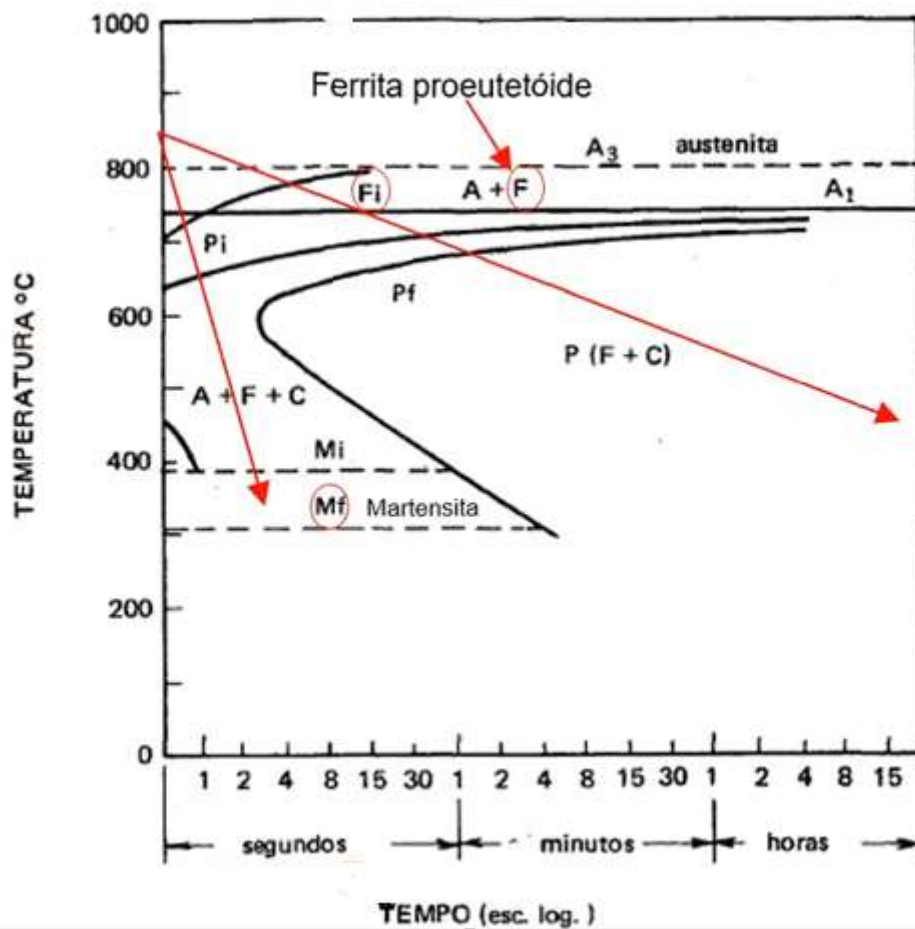 1000
Ferrita proeutetóide
A3 austenita
800
Fi A + F A1
Pi
Pf
600
P (F + C)
A + F + C
Mi
400
Mf Martensita
200
0
1 2 4 8 15 30 1 2 4 8 15 30 1 2 4 8 15
segundos minutos horas
TEMPO (esc. log. )
TEMPERATURA ºC